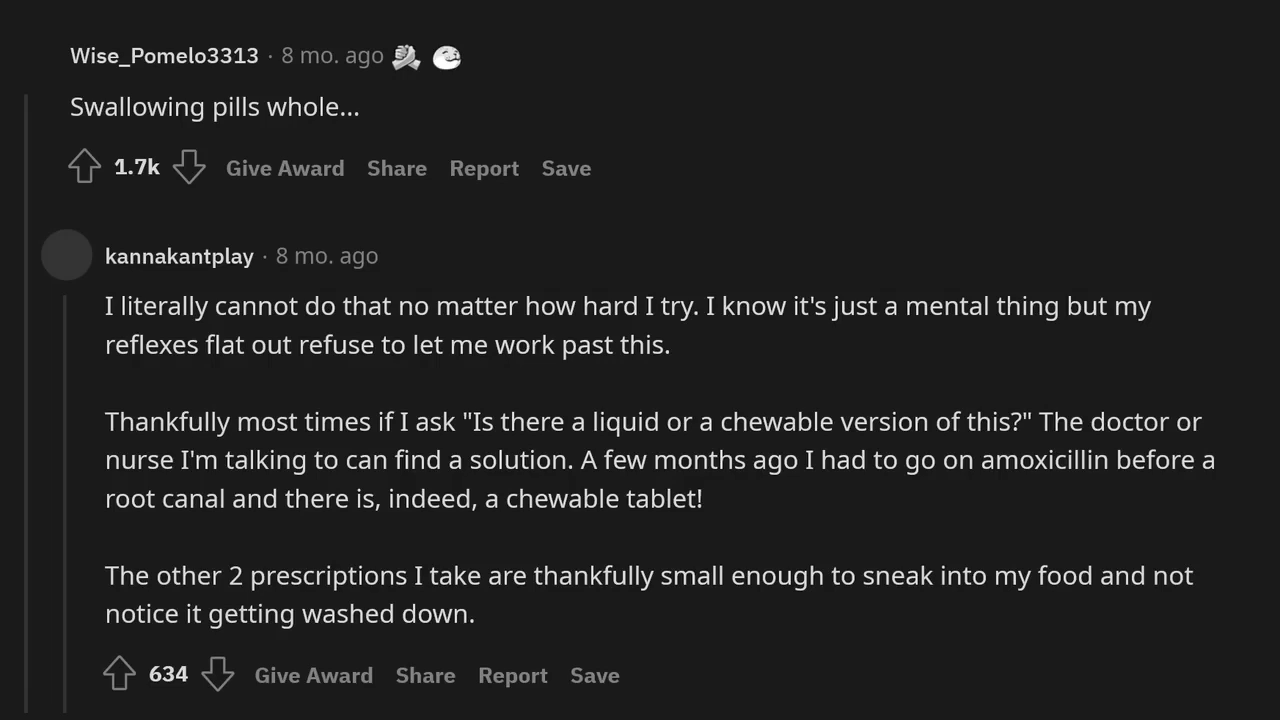 Wise_Pomelo3313 · 8 mo. ago
Swallowing pills whole...
1.7k Give Award Share Report Save
kannakantplay · 8 mo. ago
I literally cannot do that no matter how hard I try. I know it's just a mental thing but my
reflexes flat out refuse to let me work past this.
Thankfully most times if I ask "Is there a liquid or a chewable version of this?" The doctor or
nurse I'm talking to can find a solution. A few months ago I had to go on amoxicillin before a
root canal and there is, indeed, a chewable tablet!
The other 2 prescriptions I take are thankfully small enough to sneak into my food and not
notice it getting washed down.
634 Give Award Share Report Save